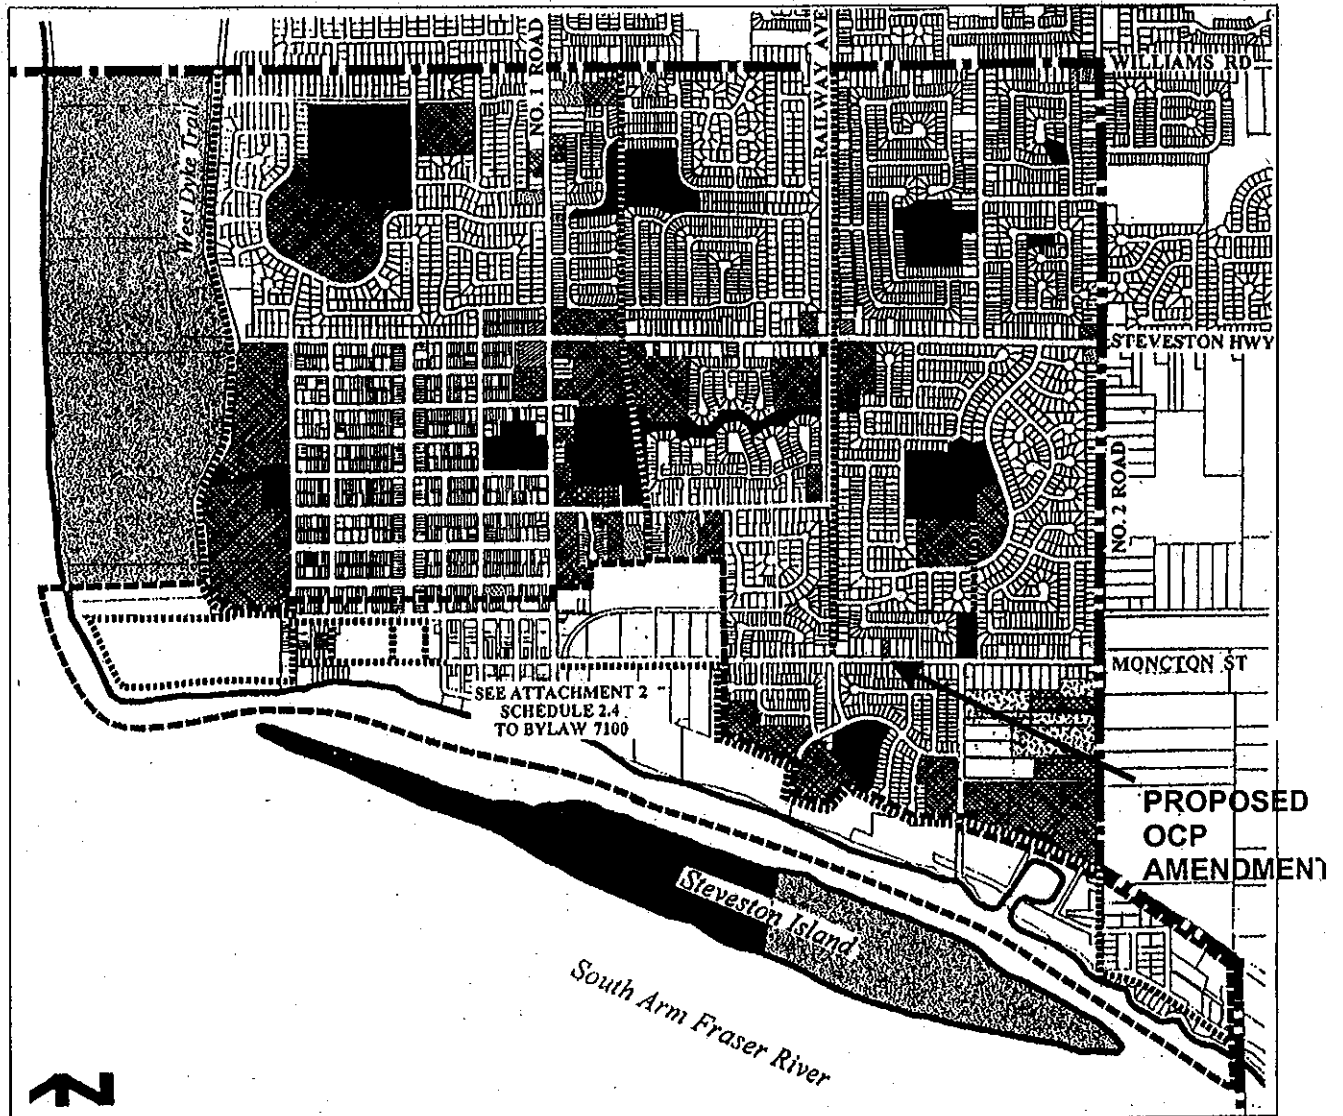 NO. 1 ROAD
RAILWAY AVE
WILLIAMS RD
West Dyke Trail
STEVESTON HWY
NO. 2 ROAD
MONCTON ST
SEE ATTACHMENT 2
SCHEDULE 2.4
TO BYLAW 7100
PROPOSED
OCP
AMENDMENT
Steveston Island
South Arm Fraser River